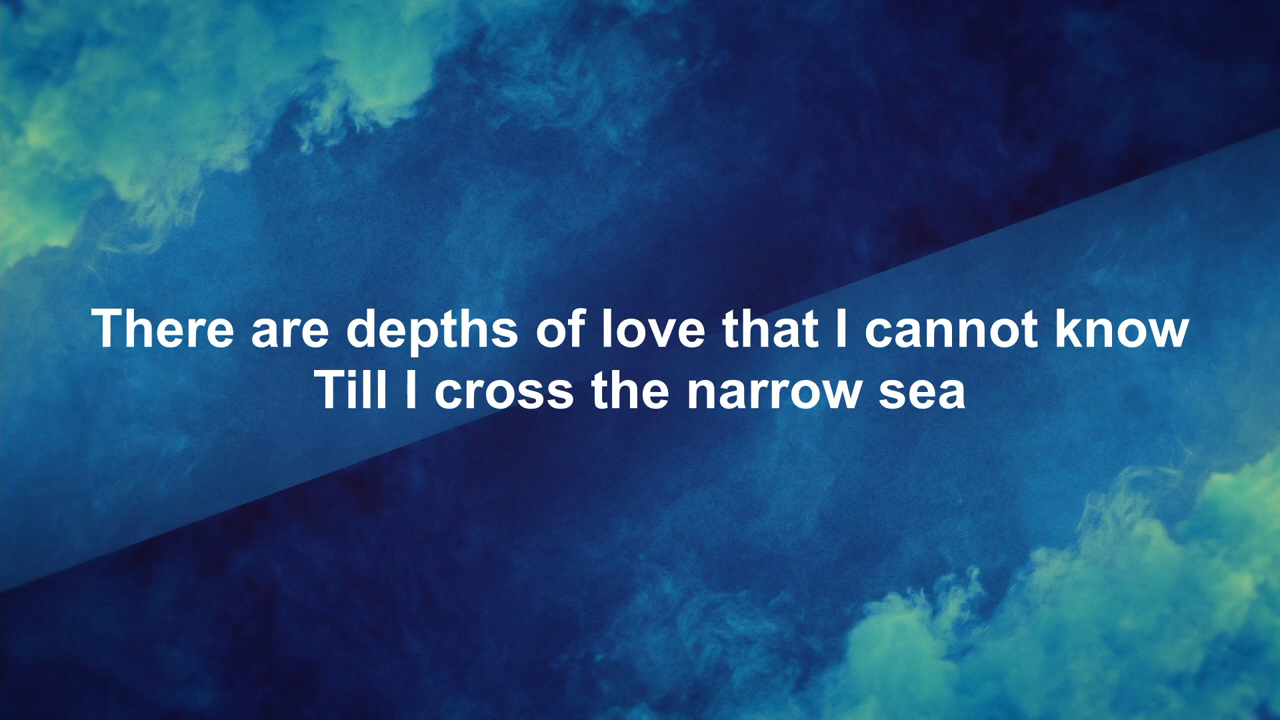 There are depths of love that I cannot know
Till I cross the narrow sea